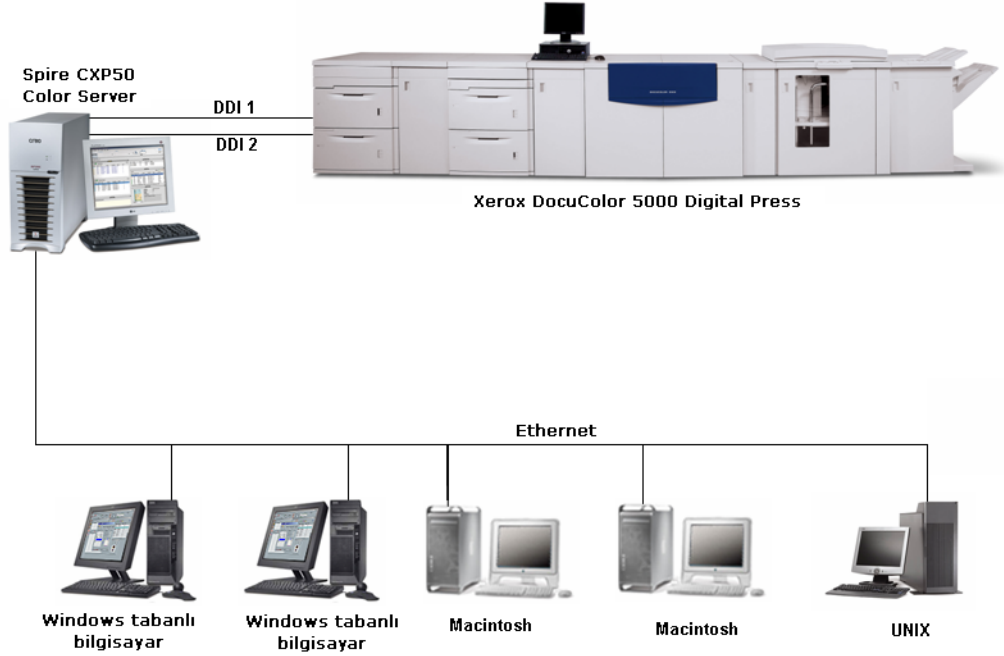 Spire CXP50
Color Server
DDI 1
DDI 2
Xerox DocuColor 5000 Digital Press
Ethernet
Windows tabanlı
bilgisayar
Windows tabanlı
bilgisayar
Macintosh
Macintosh
UNIX